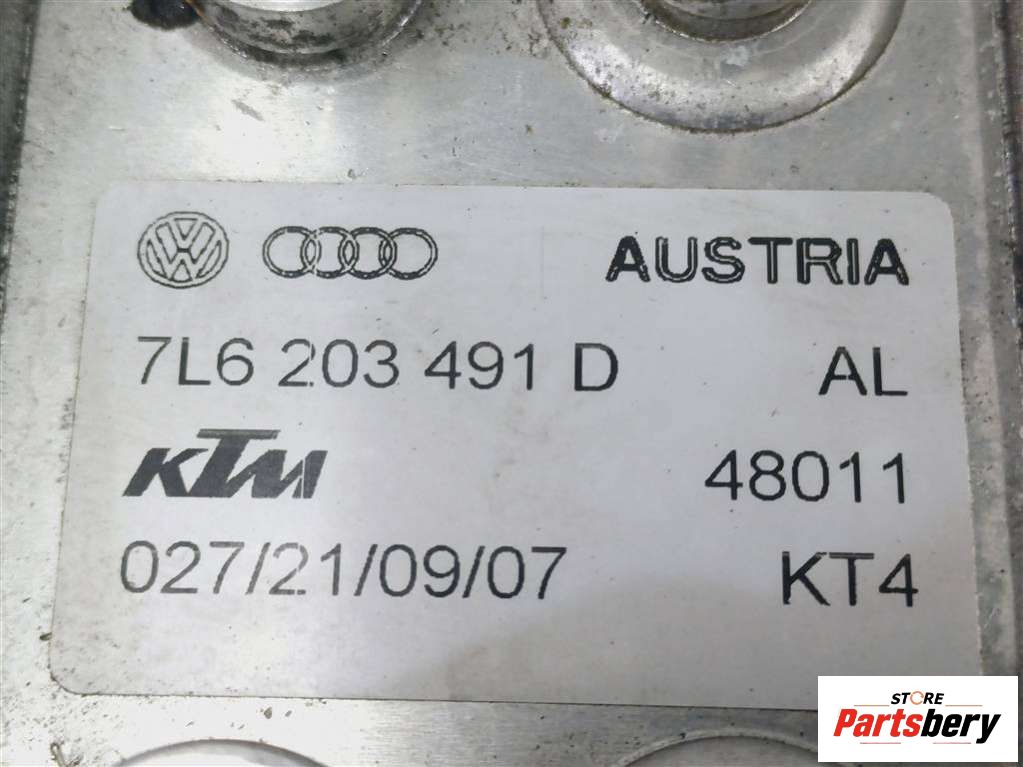 AUSTRIA
7L6 203 491 D AL
KTM 48011
027/21/09/07 KT4
STORE
Partsbery